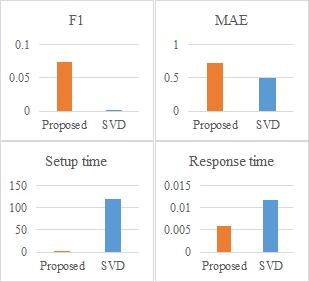 F1
0.1
0.05
0
Proposed SVD
MAE
1
0.5
0
Proposed SVD
Setup time
150
100
50
0
Proposed SVD
Response time
0.015
0.01
0.005
0
Proposed SVD